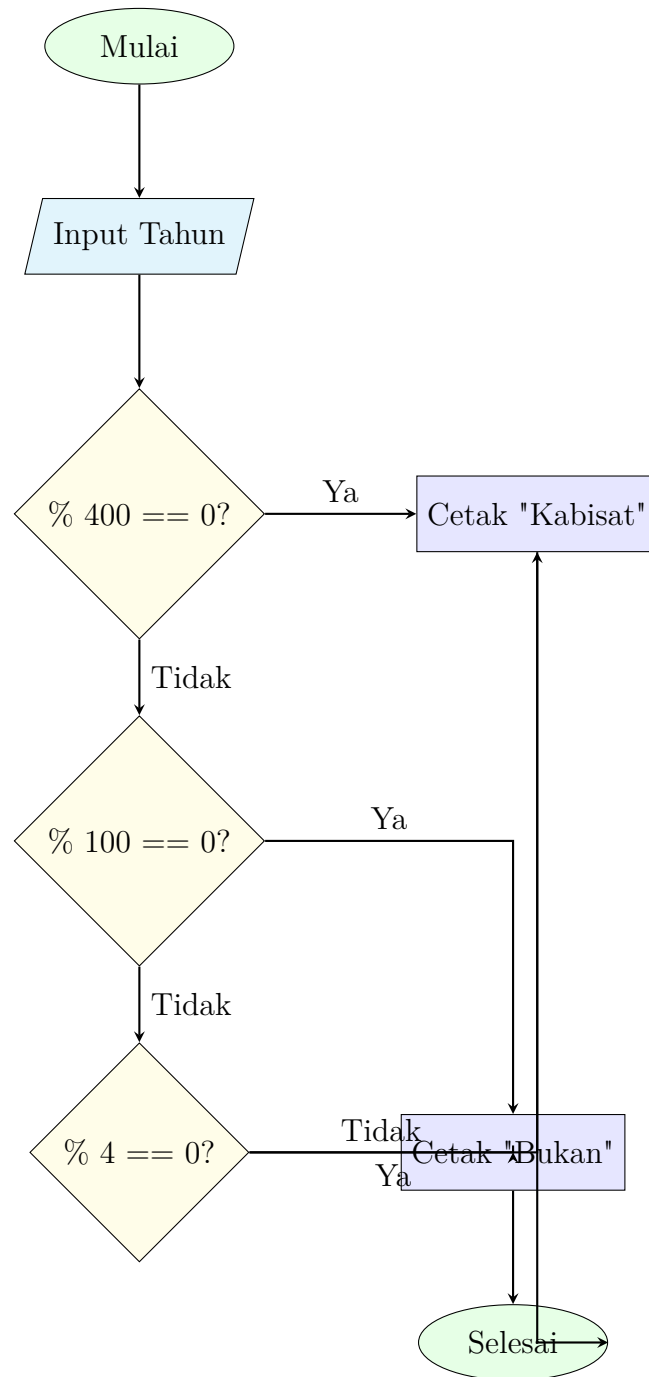 Mulai
Input Tahun
% 400 == 0?
Ya
Cetak "Kabisat"
Tidak
% 100 == 0?
Ya
Tidak
% 4 == 0?
Tidak
Ya
Cetak "Bukan"
Selesai